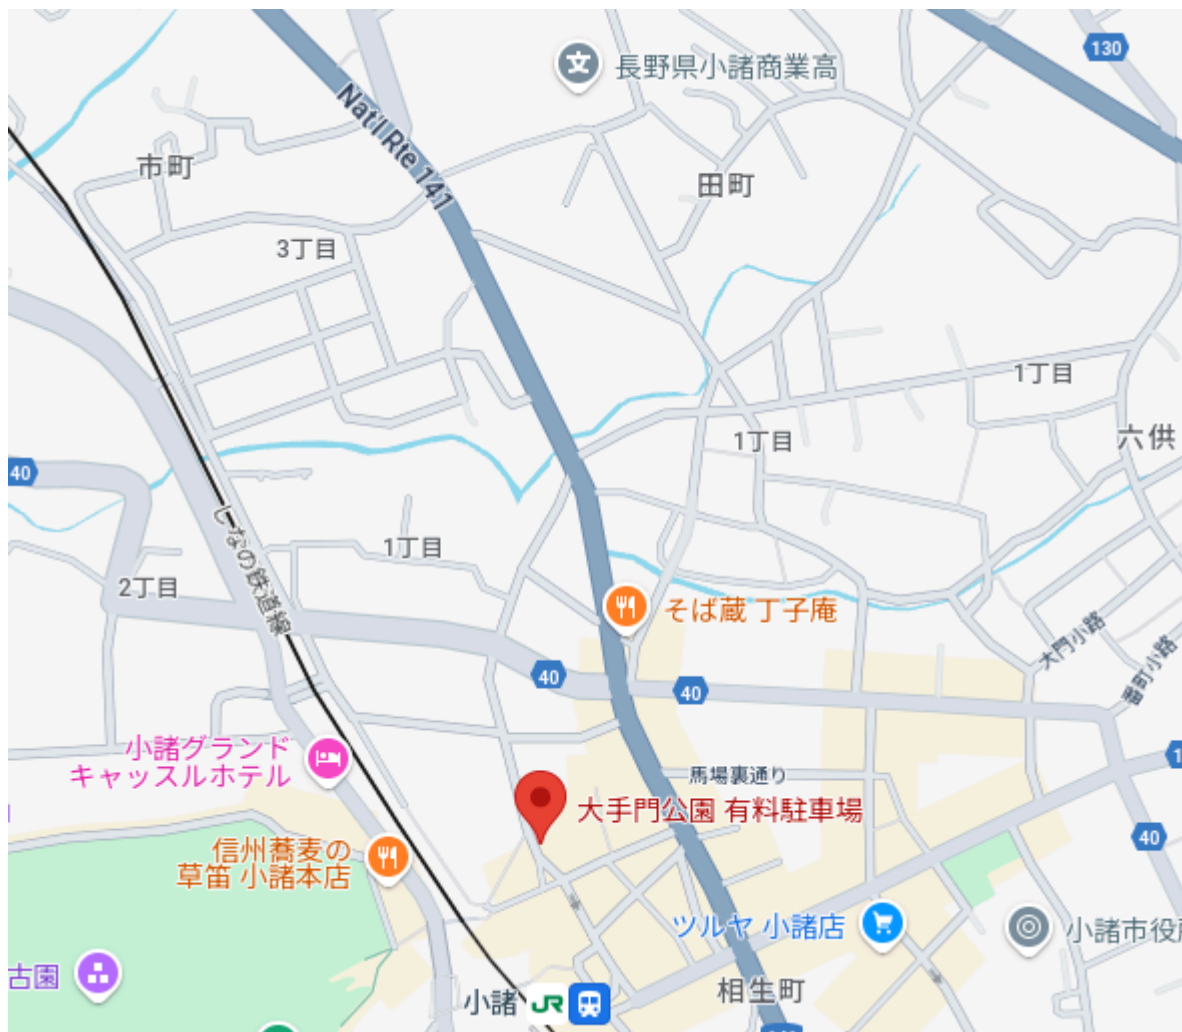 130
長野県小諸商業高
Nat'l Rte 141
市町
田町
3丁目
1丁目
1丁目
六供
40
しなの鉄道線
1丁目
2丁目
そば蔵 丁子庵
大門小路
40
40
小諸グランド
キャッスルホテル
馬場裏通り
大手門公園 有料駐車場
40
信州蕎麦の
草笛 小諸本店
ツルヤ 小諸店
小諸市役
古園
小諸
JR
相生町